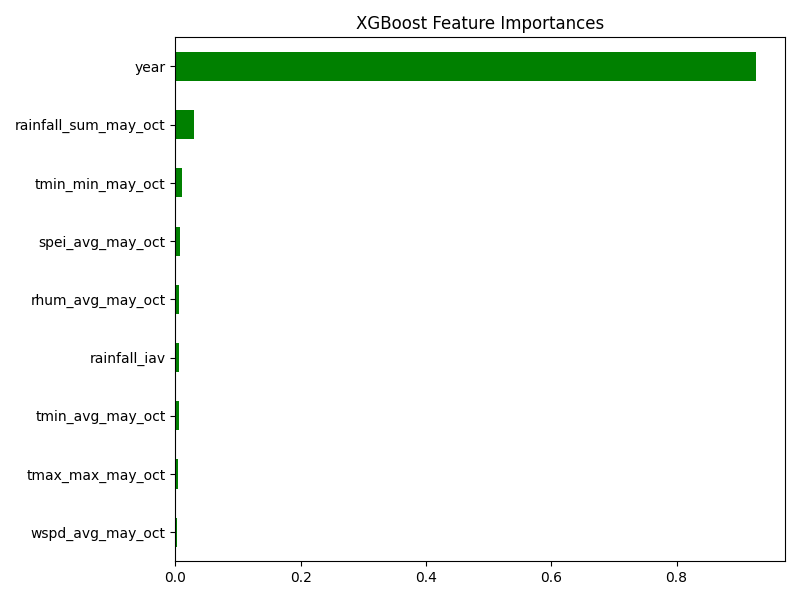 XGBoost Feature Importances
year
rainfall_sum_may_oct
tmin_min_may_oct
spei_avg_may_oct
rhum_avg_may_oct
rainfall_iav
tmin_avg_may_oct
tmax_max_may_oct
wspd_avg_may_oct
0.0 0.2 0.4 0.6 0.8